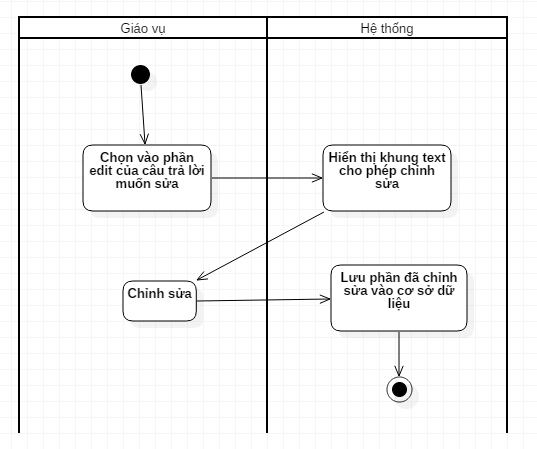 Giáo vụ
Hệ thống
Chọn vào phần
edit của câu trả lời
muốn sửa
Hiển thị khung text
cho phép chỉnh
sửa
Chỉnh sửa
Lưu phần đã chỉnh
sửa vào cơ sở dữ
liệu